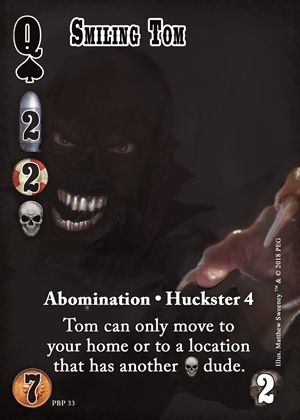 Q
Smiling Tom
2
2
Abomination • Huckster 4
Tom can only move to
your home or to a location
that has another dude.
7
PBP 33
2
Illus. Matthew Sweeney ™ & © 2018 PEG